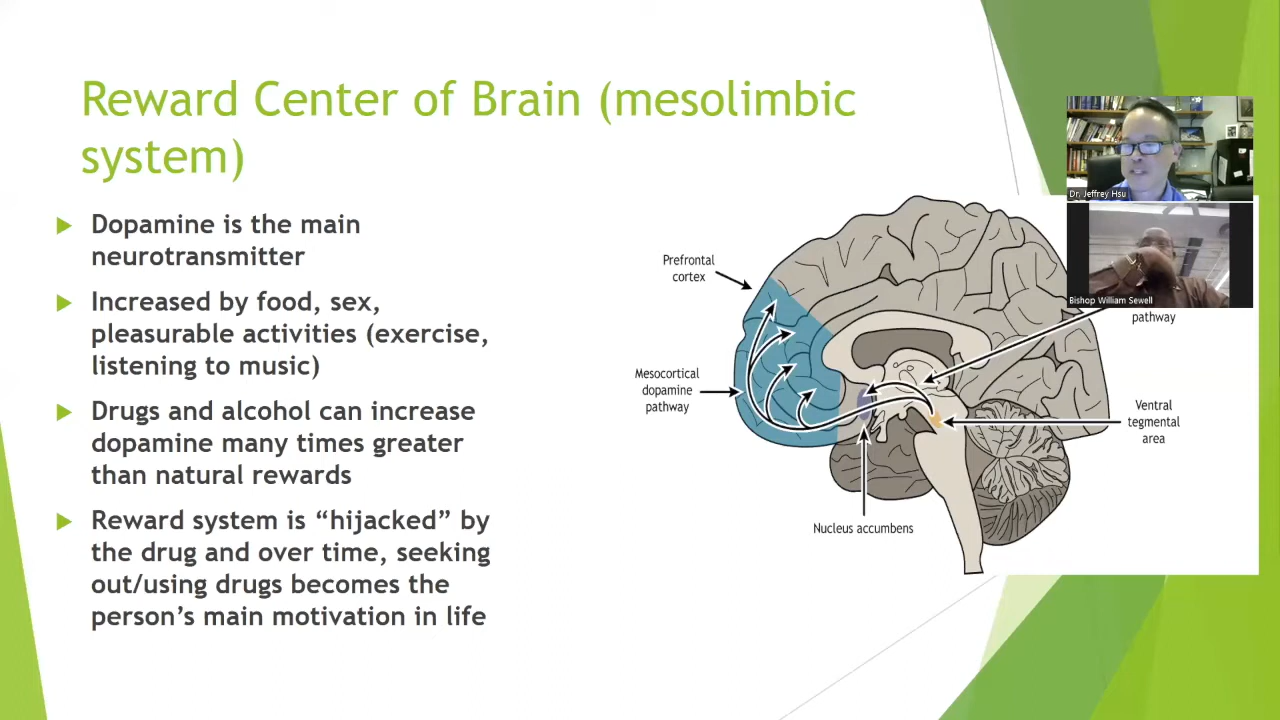 Reward Center of Brain (mesolimbic
system)
▶ Dopamine is the main
neurotransmitter
▶ Increased by food, sex,
pleasurable activities (exercise,
listening to music)
▶ Drugs and alcohol can increase
dopamine many times greater
than natural rewards
▶ Reward system is “hijacked” by
the drug and over time, seeking
out/using drugs becomes the
person’s main motivation in life
Prefrontal
cortex
Mesocortical
dopamine
pathway
Nucleus accumbens
pathway
Ventral
tegmental
area
Dr. Jeffrey Hsu
Bishop William Sewell